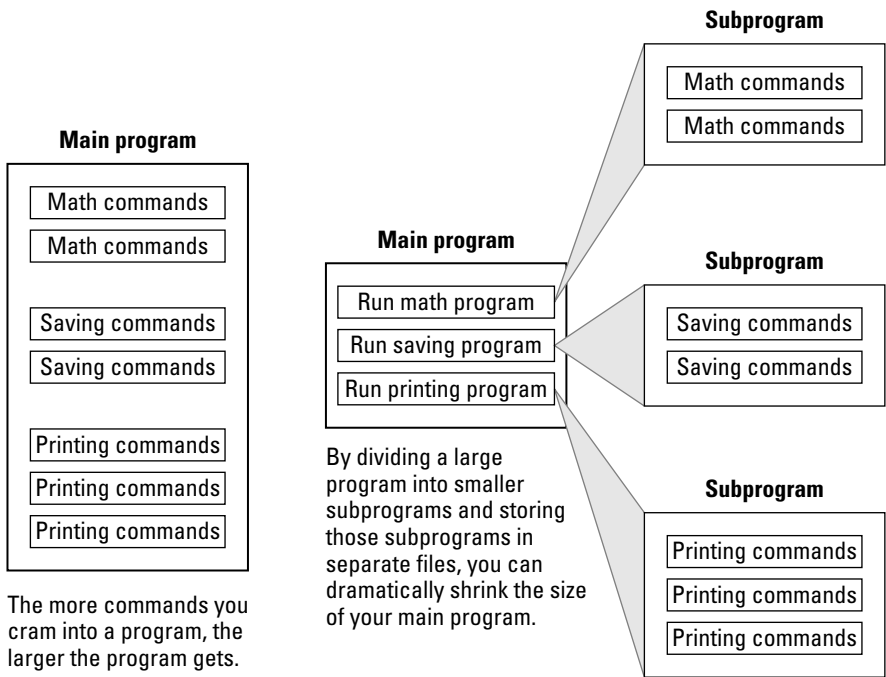 Main program
Math commands
Math commands
Saving commands
Saving commands
Printing commands
Printing commands
Printing commands
The more commands you
cram into a program, the
larger the program gets.
Main program
Run math program
Run saving program
Run printing program
By dividing a large
program into smaller
subprograms and storing
those subprograms in
separate files, you can
dramatically shrink the size
of your main program.
Subprogram
Math commands
Math commands
Subprogram
Saving commands
Saving commands
Subprogram
Printing commands
Printing commands
Printing commands